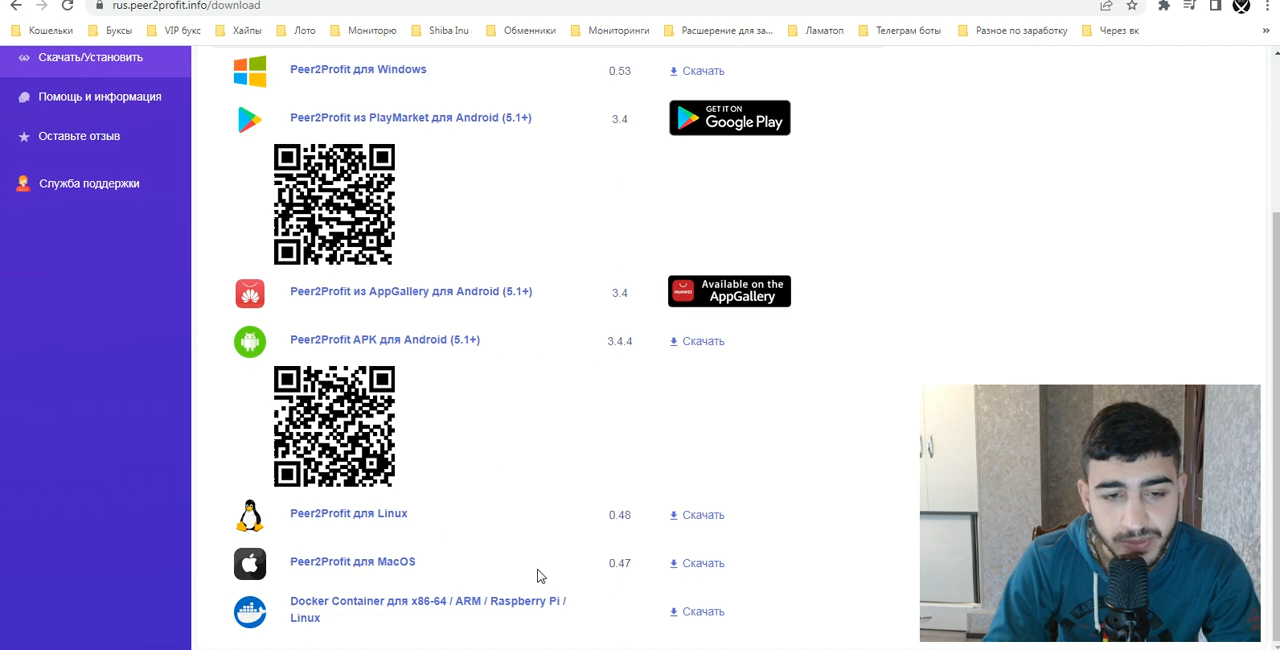 rus.peer2profit.info/download
Кошельки Буксы VIP букс Хайпы Лото Мониторю Shiba Inu Обменники Мониторинги Расширение для за... Ламатоп Телеграм боты Разное по заработку Через вк »
Скачать/Установить
Помощь и информация
Оставьте отзыв
Служба поддержки
Peer2Profit для Windows 0.53 Скачать
Peer2Profit из PlayMarket для Android (5.1+) 3.4 GET IT ON
Google Play
Peer2Profit из AppGallery для Android (5.1+) 3.4 HUAWEI Available on the
AppGallery
Peer2Profit APK для Android (5.1+) 3.4.4 Скачать
Peer2Profit для Linux 0.48 Скачать
Peer2Profit для MacOS 0.47 Скачать
Docker Container для x86-64 / ARM / Raspberry Pi /
Linux Скачать